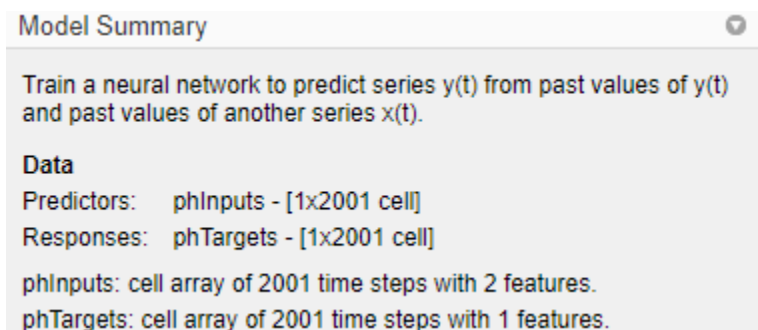 Model Summary
Train a neural network to predict series y(t) from past values of y(t)
and past values of another series x(t).
Data
Predictors: phInputs - [1x2001 cell]
Responses: phTargets - [1x2001 cell]
phInputs: cell array of 2001 time steps with 2 features.
phTargets: cell array of 2001 time steps with 1 features.